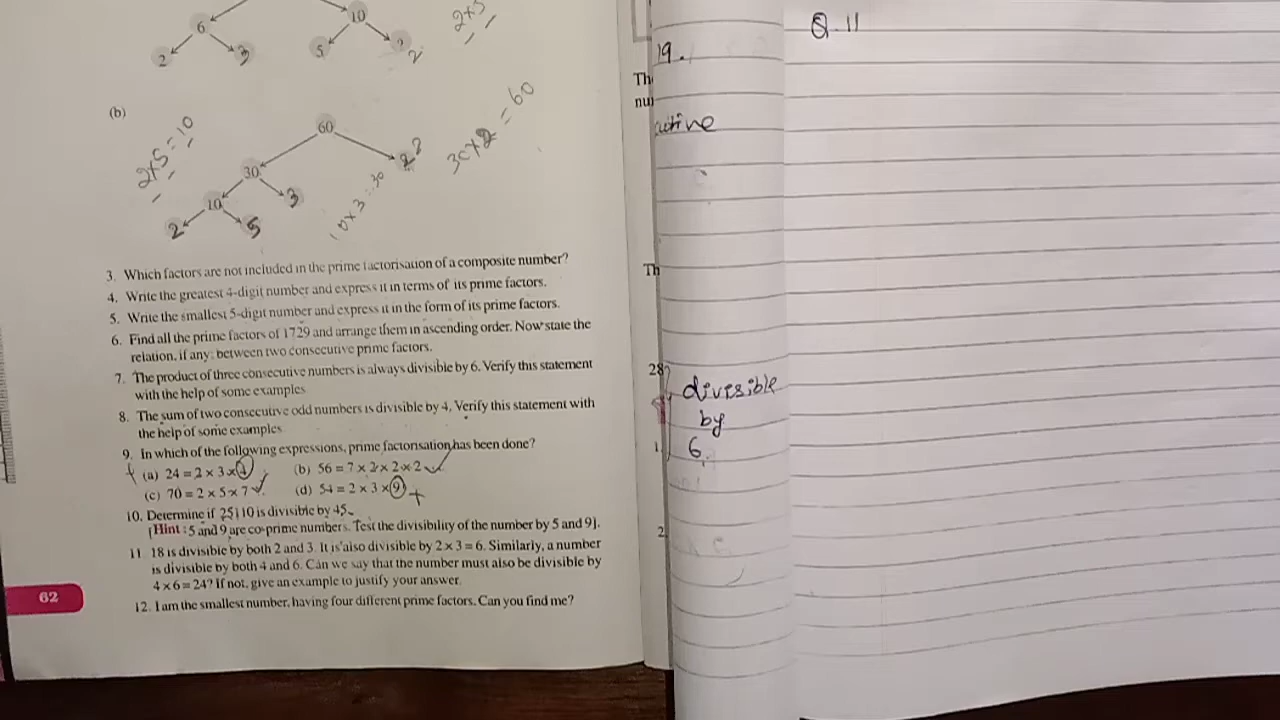 6
10
2
3
5
?
2
2x5
(b)
60
2x5=10
30
2?
30x2=60
10
3
10x3=30
2
5
3. Which factors are not included in the prime factorisation of a composite number?
4. Write the greatest 4-digit number and express it in terms of its prime factors.
5. Write the smallest 5-digit number and express it in the form of its prime factors.
6. Find all the prime factors of 1729 and arrange them in ascending order. Now state the
relation, if any; between two consecutive prime factors.
7. The product of three consecutive numbers is always divisible by 6. Verify this statement
with the help of some examples
8. The sum of two consecutive odd numbers is divisible by 4. Verify this statement with
the help of some examples
9. In which of the following expressions, prime factorisation has been done?
(a) 24 = 2 × 3 × 4 (b) 56 = 7 × 2 × 2 × 2
(c) 70 = 2 × 5 × 7 (d) 54 = 2 × 3 × 9
10. Determine if 25110 is divisible by 45.
[Hint : 5 and 9 are co-prime numbers. Test the divisibility of the number by 5 and 9].
11 18 is divisible by both 2 and 3. It is also divisible by 2 × 3 = 6. Similarly, a number
is divisible by both 4 and 6. Can we say that the number must also be divisible by
4 × 6 = 24? If not, give an example to justify your answer
12. I am the smallest number, having four different prime factors. Can you find me?
62
Th
28
1.
2
19.
divisible
by
6.
Q.11